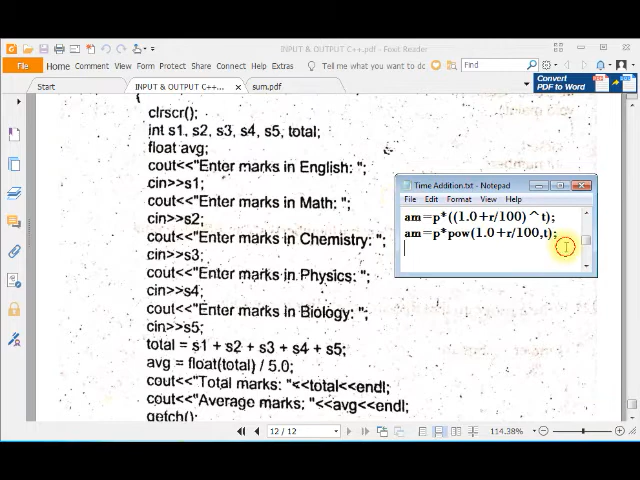 INPUT & OUTPUT C++.pdf - Foxit Reader
File Home Comment View Form Protect Share Connect Help Extras Tell me what you want to dc Find
Start INPUT & OUTPUT C++... sum.pdf
Convert
PDF to Word
clrscr();
int s1, s2, s3, s4, s5, total;
float avg;
cout<<"Enter marks in English: ";
cin>>s1;
cout<<"Enter marks in Math: ";
cin>>s2;
cout<<"Enter marks in Chemistry: ";
cin>>s3;
cout<<"Enter marks in Physics: ";
cin>>s4;
cout<<"Enter marks in Biology: ";
cin>>s5;
total = s1 + s2 + s3 + s4 + s5;
avg = float(total) / 5.0;
cout<<"Total marks: "<<total<<endl;
cout<<"Average marks: "<<avg<<endl;
getch();
Time Addition.txt - Notepad
File Edit Format View Help
am=p*((1.0+r/100)^t);
am=p*pow(1.0+r/100,t);
12 / 12
114.38%